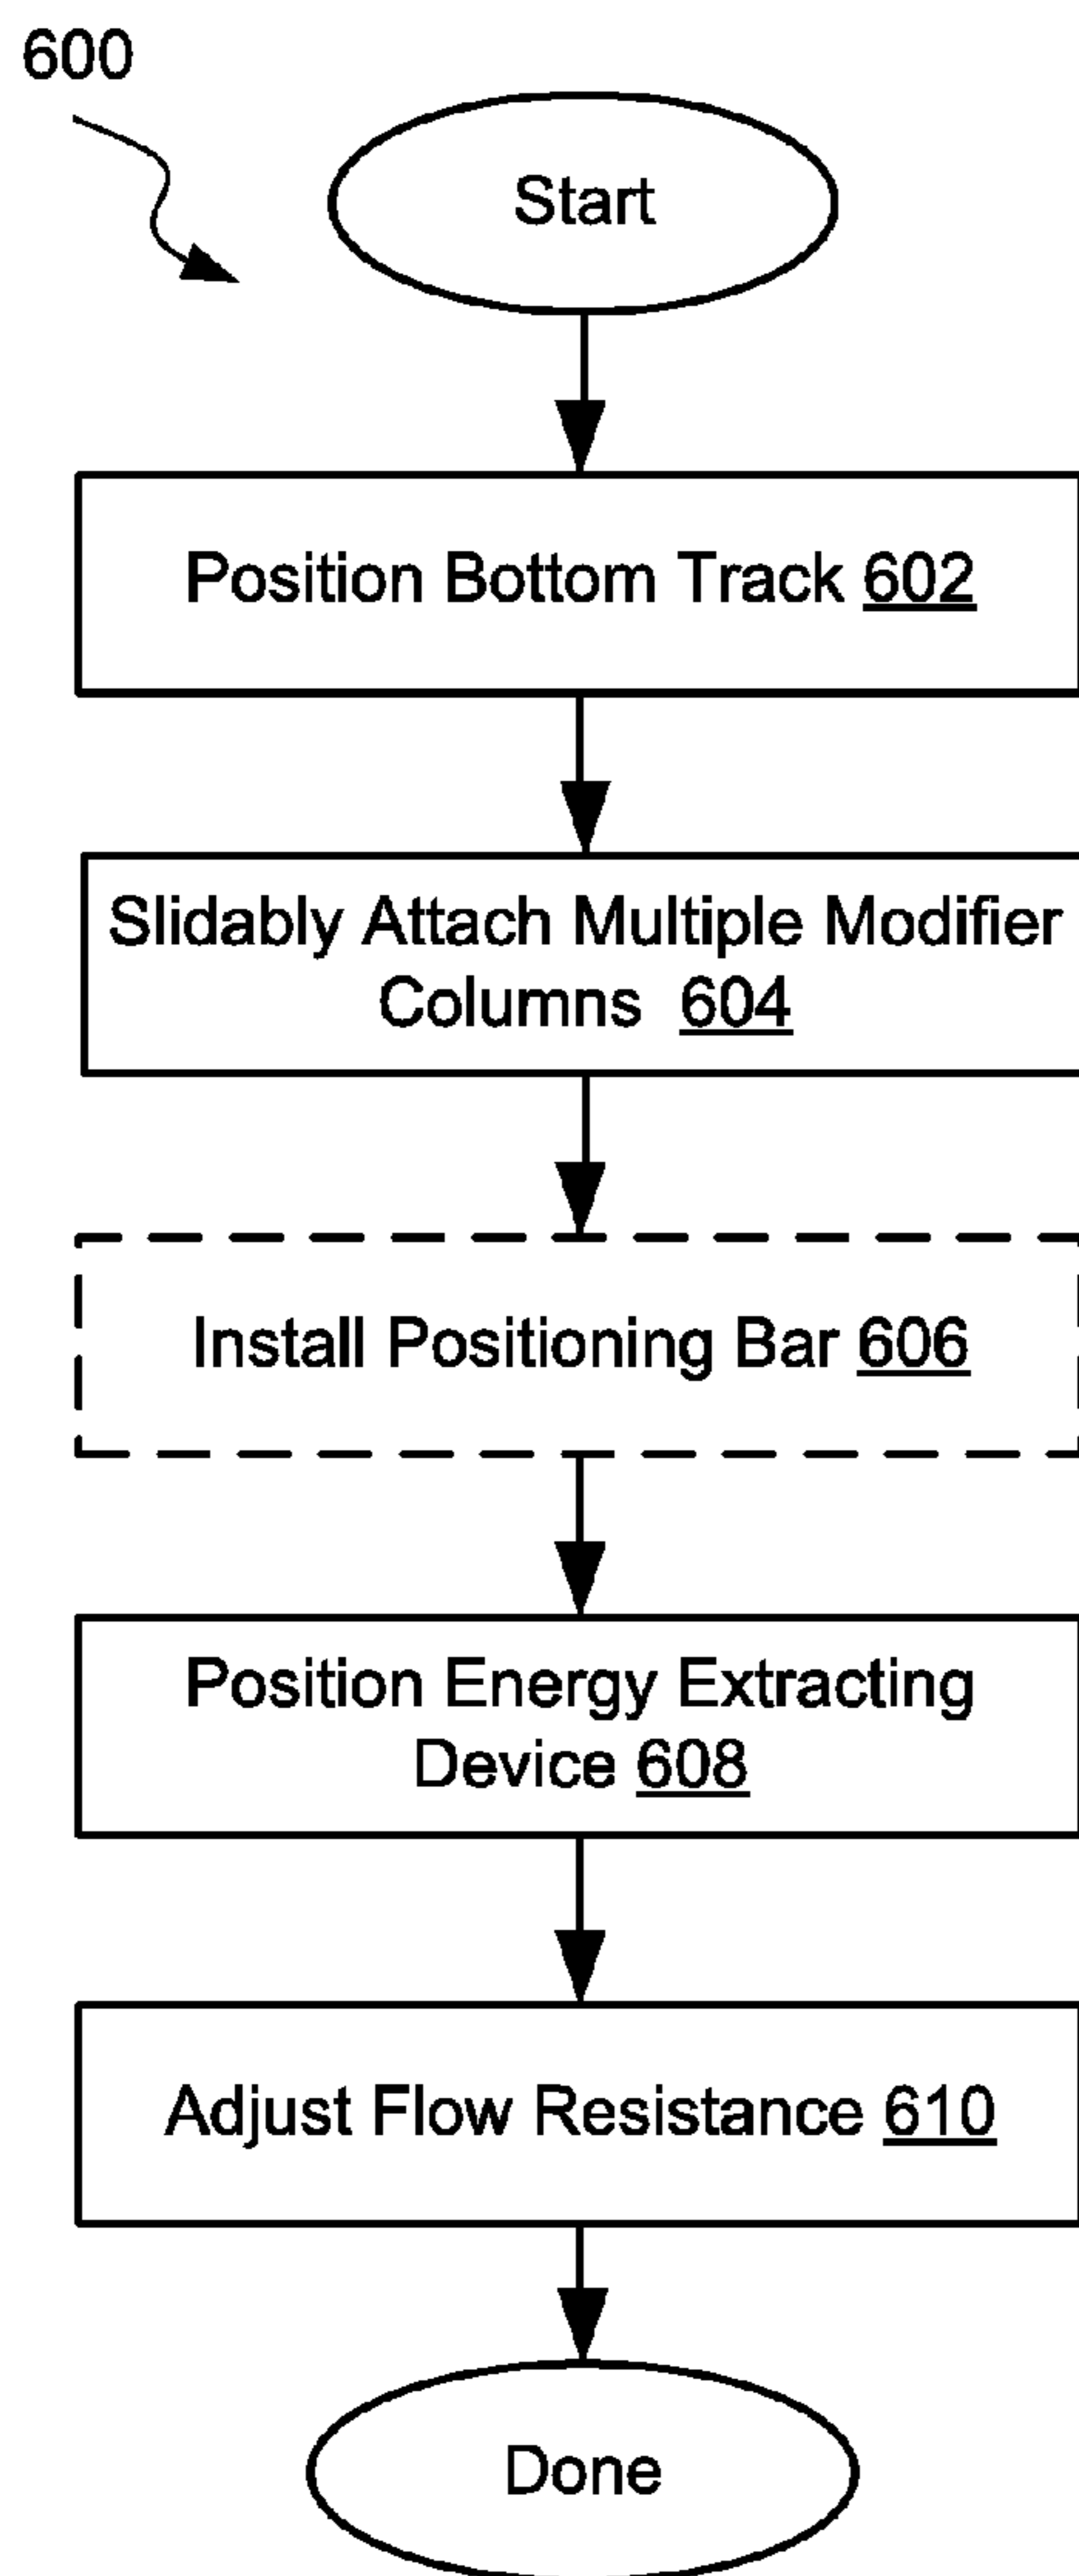 600
Start
Position Bottom Track 602
Slidably Attach Multiple Modifier
Columns 604
Install Positioning Bar 606
Position Energy Extracting
Device 608
Adjust Flow Resistance 610
Done